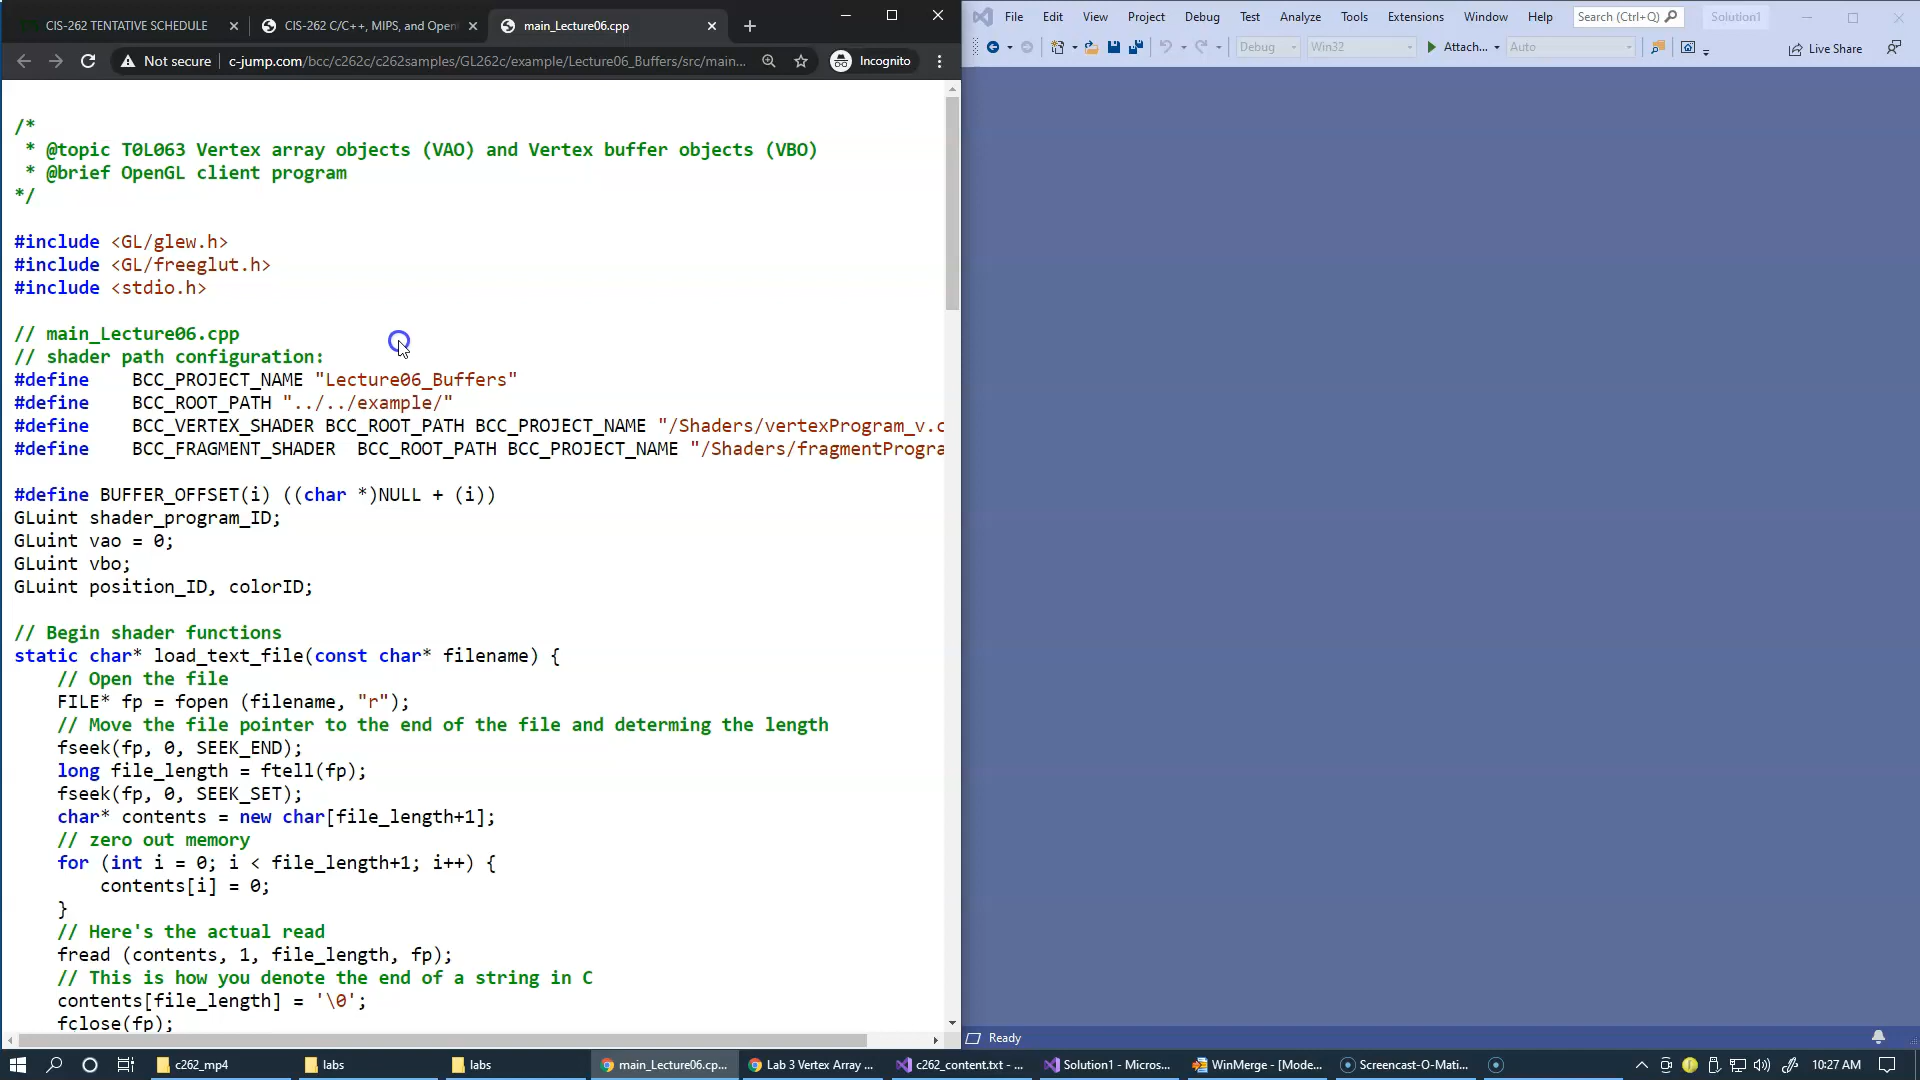 CIS-262 TENTATIVE SCHEDULE
CIS-262 C/C++, MIPS, and Open
main_Lecture06.cpp
File Edit View Project Debug Test Analyze Tools Extensions Window Help Search (Ctrl+Q) Solution1
Not secure c-jump.com/bcc/c262c/c262samples/GL262c/example/Lecture06_Buffers/src/main... Incognito
Debug Win32 Attach... Auto Live Share
/*
* @topic T0L063 Vertex array objects (VAO) and Vertex buffer objects (VBO)
* @brief OpenGL client program
*/
#include <GL/glew.h>
#include <GL/freeglut.h>
#include <stdio.h>
// main_Lecture06.cpp
// shader path configuration:
#define BCC_PROJECT_NAME "Lecture06_Buffers"
#define BCC_ROOT_PATH "../../example/"
#define BCC_VERTEX_SHADER BCC_ROOT_PATH BCC_PROJECT_NAME "/Shaders/vertexProgram_v.c
#define BCC_FRAGMENT_SHADER BCC_ROOT_PATH BCC_PROJECT_NAME "/Shaders/fragmentProgra
#define BUFFER_OFFSET(i) ((char *)NULL + (i))
GLuint shader_program_ID;
GLuint vao = 0;
GLuint vbo;
GLuint position_ID, colorID;
// Begin shader functions
static char* load_text_file(const char* filename) {
// Open the file
FILE* fp = fopen (filename, "r");
// Move the file pointer to the end of the file and determing the length
fseek(fp, 0, SEEK_END);
long file_length = ftell(fp);
fseek(fp, 0, SEEK_SET);
char* contents = new char[file_length+1];
// zero out memory
for (int i = 0; i < file_length+1; i++) {
contents[i] = 0;
}
// Here's the actual read
fread (contents, 1, file_length, fp);
// This is how you denote the end of a string in C
contents[file_length] = '\0';
fclose(fp);
Ready
c262_mp4 labs labs main_Lecture06.cp... Lab 3 Vertex Array ... c262_content.txt - ... Solution1 - Micros... WinMerge - [Mode... Screencast-O-Mati... 10:27 AM